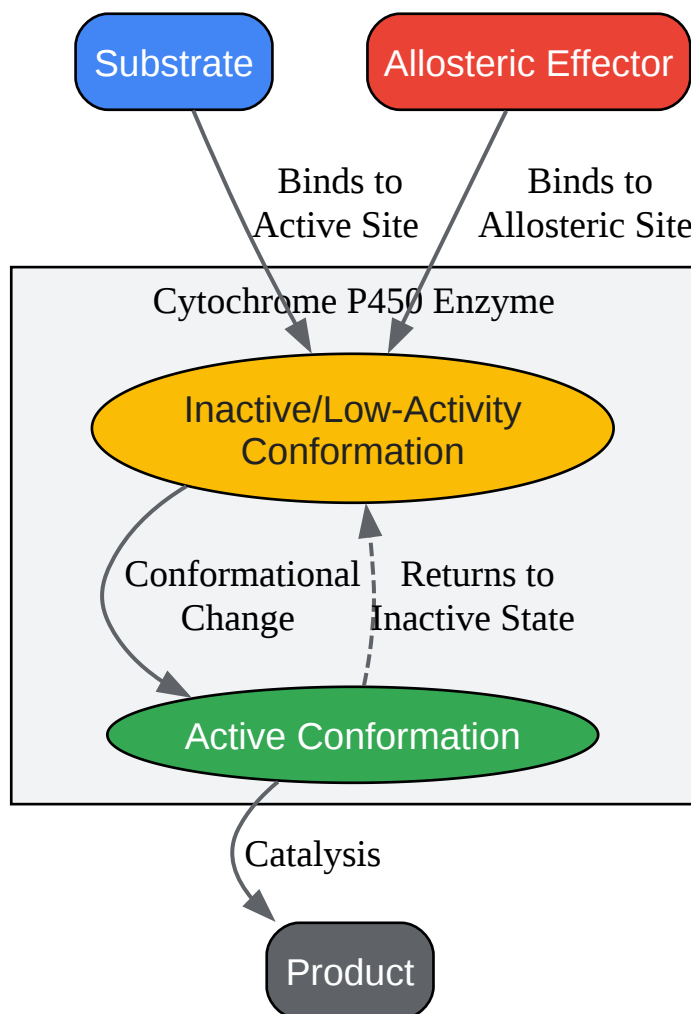 Substrate
Allosteric Effector
Binds to
Active Site
Binds to
Allosteric Site
Cytochrome P450 Enzyme
Inactive/Low-Activity
Conformation
Conformational
Change
Returns to
Inactive State
Active Conformation
Catalysis
Product